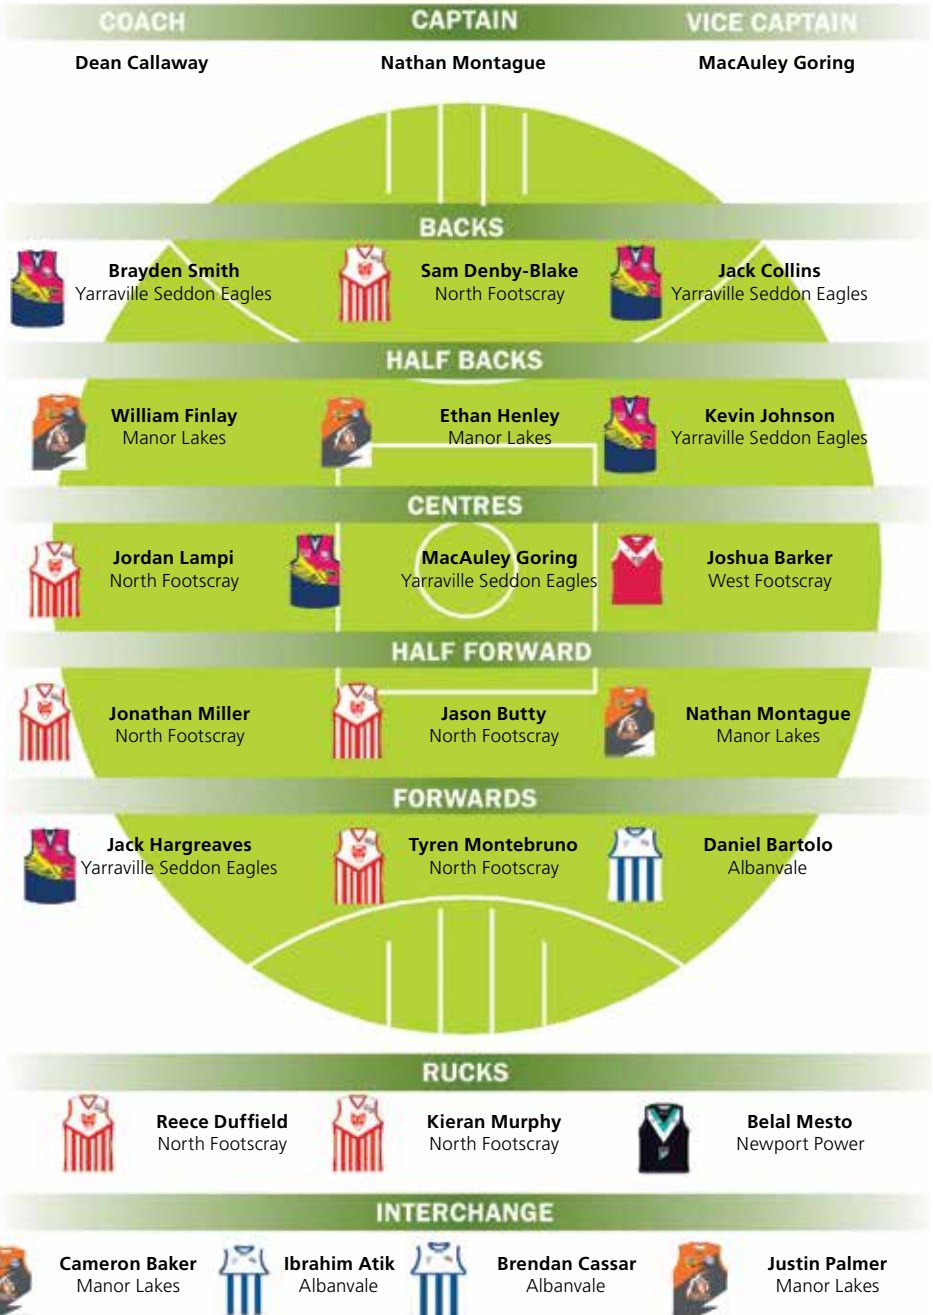 COACH CAPTAIN VICE CAPTAIN
Dean Callaway Nathan Montague MacAuley Goring
BACKS
Brayden Smith Sam Denby-Blake Jack Collins
Yarraville Seddon Eagles North Footscray Yarraville Seddon Eagles
HALF BACKS
William Finlay Ethan Henley Kevin Johnson
Manor Lakes Manor Lakes Yarraville Seddon Eagles
CENTRES
Jordan Lampi MacAuley Goring Joshua Barker
North Footscray Yarraville Seddon Eagles West Footscray
HALF FORWARD
Jonathan Miller Jason Butty Nathan Montague
North Footscray North Footscray Manor Lakes
FORWARDS
Jack Hargreaves Tyren Montebruno Daniel Bartolo
Yarraville Seddon Eagles North Footscray Albanvale
RUCKS
Reece Duffield Kieran Murphy Belal Mesto
North Footscray North Footscray Newport Power
INTERCHANGE
Cameron Baker Ibrahim Atik Brendan Cassar Justin Palmer
Manor Lakes Albanvale Albanvale Manor Lakes